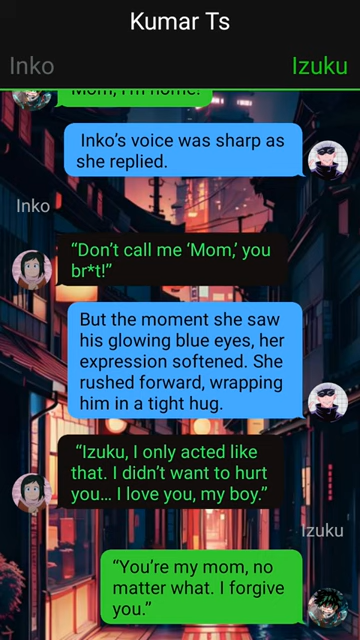 Kumar Ts
Inko
Izuku
"Mom, I'm home!"
Inko's voice was sharp as
she replied.
Inko
"Don't call me 'Mom,' you
br*t!"
But the moment she saw
his glowing blue eyes, her
expression softened. She
rushed forward, wrapping
him in a tight hug.
"Izuku, I only acted like
that. I didn't want to hurt
you... I love you, my boy."
Izuku
"You're my mom, no
matter what. I forgive
you."